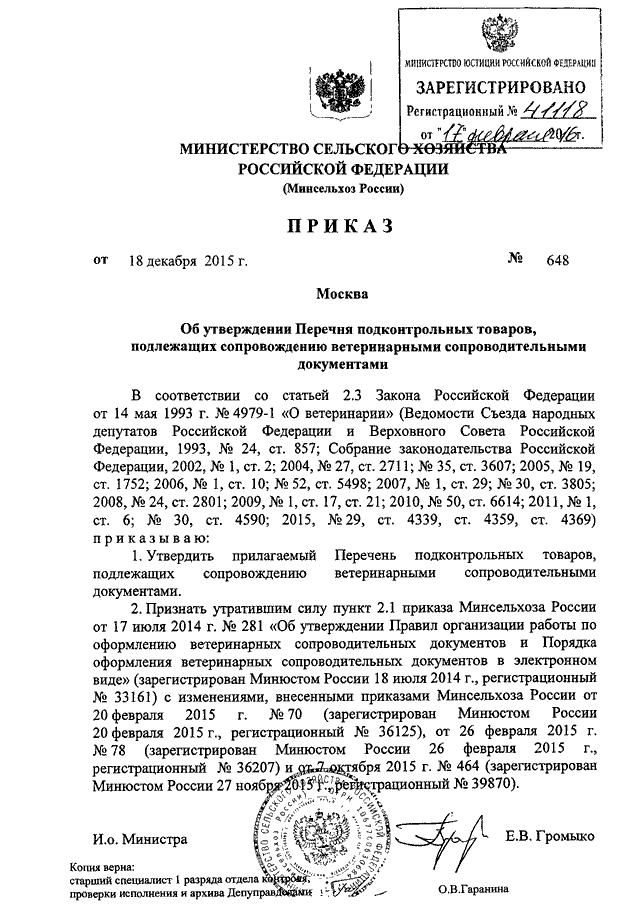 МИНИСТЕРСТВО ЮСТИЦИИ РОССИЙСКОЙ ФЕДЕРАЦИИ
ЗАРЕГИСТРИРОВАНО
Регистрационный № 41118
от "17" февраля 2016г.
МИНИСТЕРСТВО СЕЛЬСКОГО ХОЗЯЙСТВА
РОССИЙСКОЙ ФЕДЕРАЦИИ
(Минсельхоз России)
П Р И К А З
от 18 декабря 2015 г. № 648
Москва
Об утверждении Перечня подконтрольных товаров,
подлежащих сопровождению ветеринарными сопроводительными
документами
В соответствии со статьей 2.3 Закона Российской Федерации
от 14 мая 1993 г. № 4979-1 «О ветеринарии» (Ведомости Съезда народных
депутатов Российской Федерации и Верховного Совета Российской
Федерации, 1993, № 24, ст. 857; Собрание законодательства Российской
Федерации, 2002, № 1, ст. 2; 2004, № 27, ст. 2711; № 35, ст. 3607; 2005, № 19,
ст. 1752; 2006, № 1, ст. 10; № 52, ст. 5498; 2007, № 1, ст. 29; № 30, ст. 3805;
2008, № 24, ст. 2801; 2009, № 1, ст. 17, ст. 21; 2010, № 50, ст. 6614; 2011, № 1,
ст. 6; № 30, ст. 4590; 2015, № 29, ст. 4339, ст. 4359, ст. 4369)
п р и к а з ы в а ю:
1. Утвердить прилагаемый Перечень подконтрольных товаров,
подлежащих сопровождению ветеринарными сопроводительными
документами.
2. Признать утратившим силу пункт 2.1 приказа Минсельхоза России
от 17 июля 2014 г. № 281 «Об утверждении Правил организации работы по
оформлению ветеринарных сопроводительных документов и Порядка
оформления ветеринарных сопроводительных документов в электронном
виде» (зарегистрирован Минюстом России 18 июля 2014 г., регистрационный
№ 33161) с изменениями, внесенными приказами Минсельхоза России от
20 февраля 2015 г. № 70 (зарегистрирован Минюстом России
20 февраля 2015 г., регистрационный № 36125), от 26 февраля 2015 г.
№ 78 (зарегистрирован Минюстом России 26 февраля 2015 г.,
регистрационный № 36207) и от 7 октября 2015 г. № 464 (зарегистрирован
Минюстом России 27 ноября 2015 г., регистрационный № 39870).
И.о. Министра Е.В. Громыко
Копия верна:
старший специалист 1 разряда отдела контроля,
проверки исполнения и архива Депуправделами О.В.Гаранина